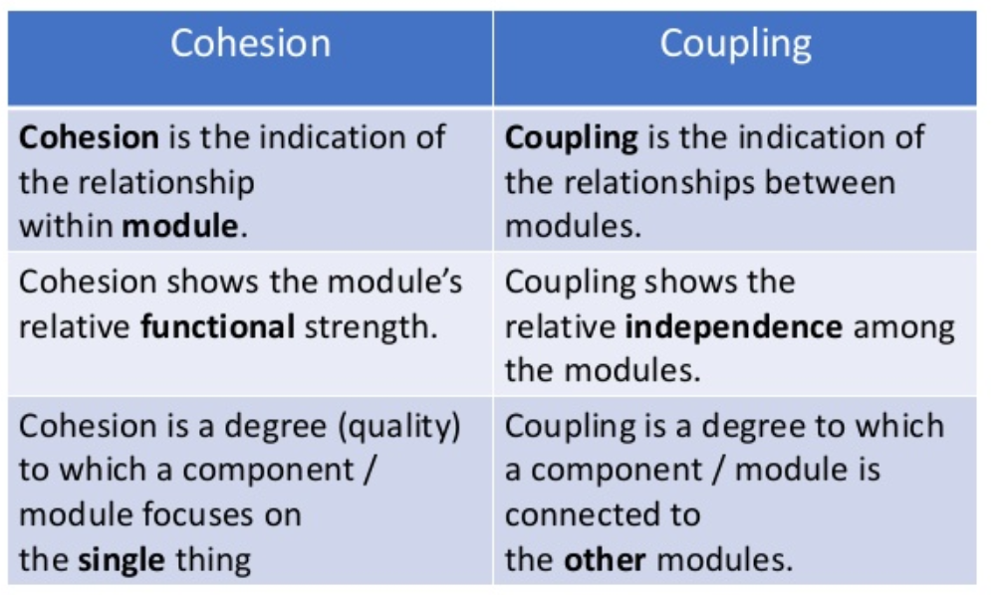 Cohesion
Coupling
Cohesion is the indication of
the relationship
within module.
Coupling is the indication of
the relationships between
modules.
Cohesion shows the module’s
relative functional strength.
Coupling shows the
relative independence among
the modules.
Cohesion is a degree (quality)
to which a component /
module focuses on
the single thing
Coupling is a degree to which
a component / module is
connected to
the other modules.